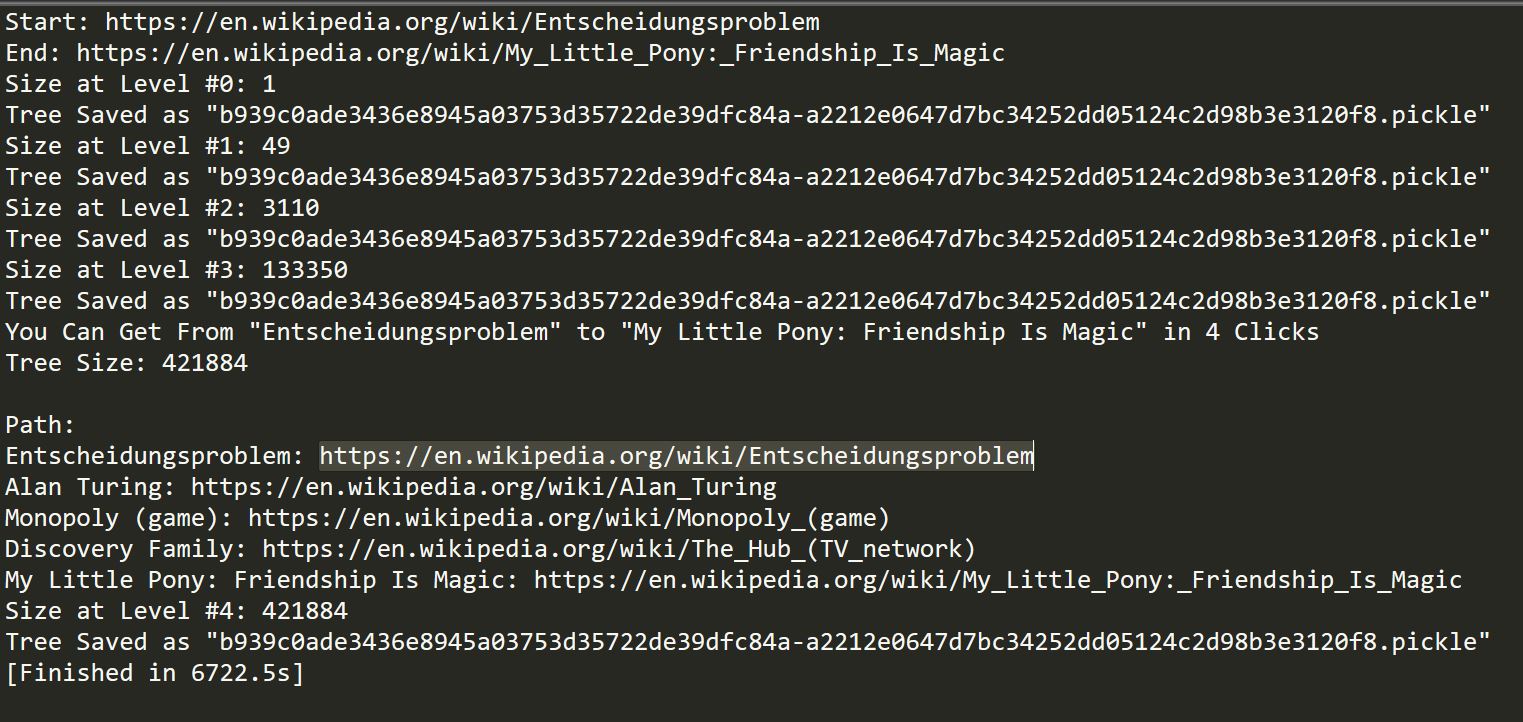 Start: https://en.wikipedia.org/wiki/Entscheidungsproblem
End: https://en.wikipedia.org/wiki/My_Little_Pony:_Friendship_Is_Magic
Size at Level #0: 1
Tree Saved as "b939c0ade3436e8945a03753d35722de39dfc84a-a2212e0647d7bc34252dd05124c2d98b3e3120f8.pickle"
Size at Level #1: 49
Tree Saved as "b939c0ade3436e8945a03753d35722de39dfc84a-a2212e0647d7bc34252dd05124c2d98b3e3120f8.pickle"
Size at Level #2: 3110
Tree Saved as "b939c0ade3436e8945a03753d35722de39dfc84a-a2212e0647d7bc34252dd05124c2d98b3e3120f8.pickle"
Size at Level #3: 133350
Tree Saved as "b939c0ade3436e8945a03753d35722de39dfc84a-a2212e0647d7bc34252dd05124c2d98b3e3120f8.pickle"
You Can Get From "Entscheidungsproblem" to "My Little Pony: Friendship Is Magic" in 4 Clicks
Tree Size: 421884
Path:
Entscheidungsproblem: https://en.wikipedia.org/wiki/Entscheidungsproblem
Alan Turing: https://en.wikipedia.org/wiki/Alan_Turing
Monopoly (game): https://en.wikipedia.org/wiki/Monopoly_(game)
Discovery Family: https://en.wikipedia.org/wiki/The_Hub_(TV_network)
My Little Pony: Friendship Is Magic: https://en.wikipedia.org/wiki/My_Little_Pony:_Friendship_Is_Magic
Size at Level #4: 421884
Tree Saved as "b939c0ade3436e8945a03753d35722de39dfc84a-a2212e0647d7bc34252dd05124c2d98b3e3120f8.pickle"
[Finished in 6722.5s]